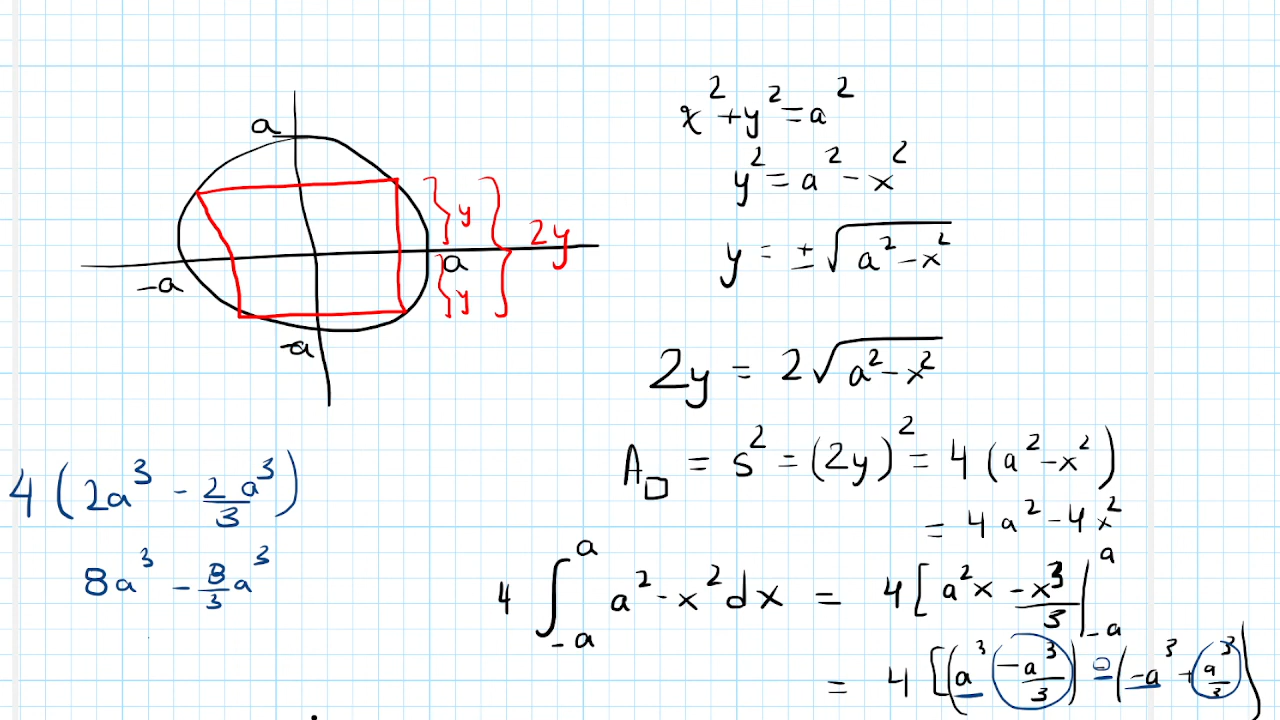 a
-a
a
-a
} y
} y
} 2y
x² + y² = a²
y² = a² - x²
y = ± √(a² - x²)
2y = 2√(a² - x²)
A□ = s² = (2y)² = 4(a² - x²)
= 4a² - 4x²
4 ∫_{-a}^{a} a² - x² dx = 4[a²x - x³/3 |_{-a}^{a}
= 4[(a³ - a³/3) - (-a³ + a³/3)
4(2a³ - 2/3 a³)
8a³ - 8/3 a³